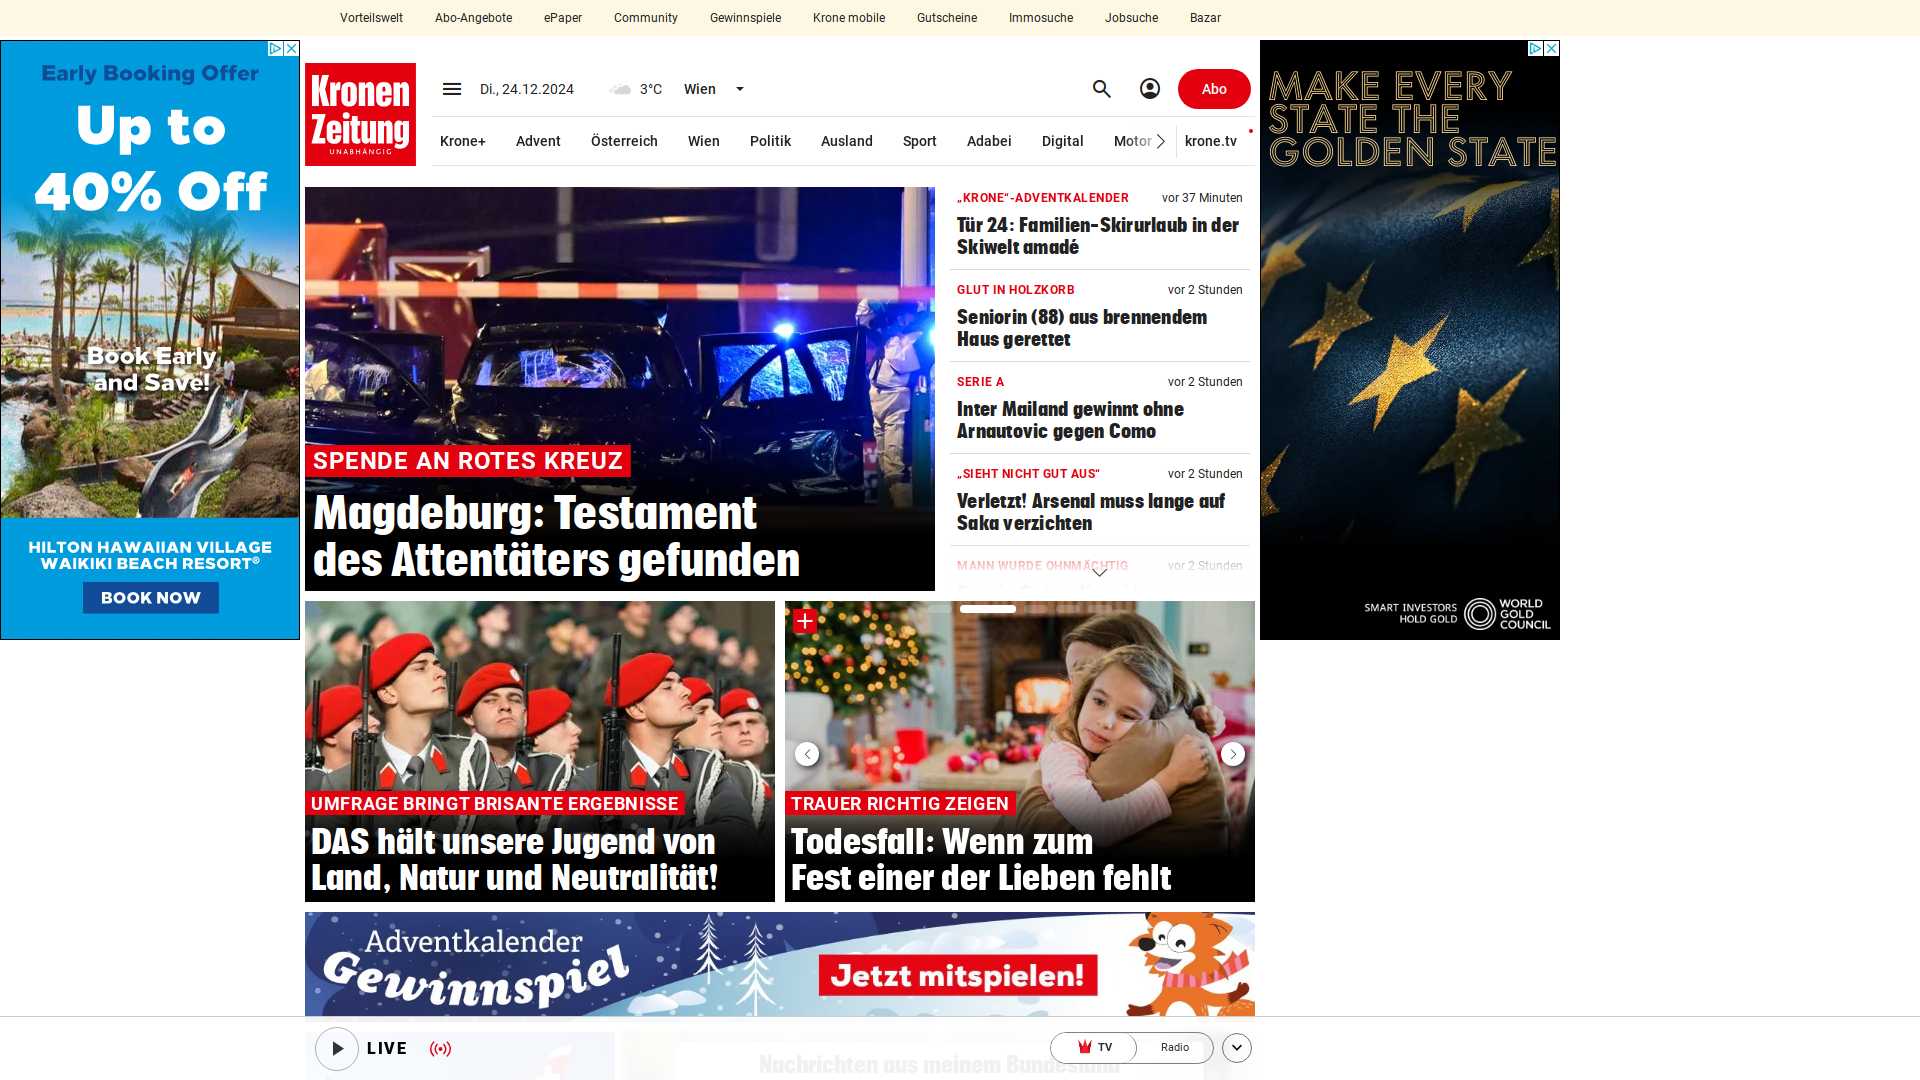 Vorteilswelt Abo-Angebote ePaper Community Gewinnspiele Krone mobile Gutscheine Immosuche Jobsuche Bazar
Early Booking Offer
Up to
40% Off
Book Early
and Save!
HILTON HAWAIIAN VILLAGE
WAIKIKI BEACH RESORT®
BOOK NOW
Kronen
Zeitung
UNABHÄNGIG
Di., 24.12.2024 3°C Wien
Abo
Krone+ Advent Österreich Wien Politik Ausland Sport Adabei Digital Motor krone.tv
SPENDE AN ROTES KREUZ
Magdeburg: Testament
des Attentäters gefunden
„KRONE“-ADVENTKALENDER vor 37 Minuten
Tür 24: Familien-Skirurlaub in der
Skiwelt amadé
GLUT IN HOLZKORB vor 2 Stunden
Seniorin (88) aus brennendem
Haus gerettet
SERIE A vor 2 Stunden
Inter Mailand gewinnt ohne
Arnautovic gegen Como
„SIEHT NICHT GUT AUS“ vor 2 Stunden
Verletzt! Arsenal muss lange auf
Saka verzichten
MANN WURDE OHNMÄCHTIG vor 2 Stunden
UMFRAGE BRINGT BRISANTE ERGEBNISSE
DAS hält unsere Jugend von
Land, Natur und Neutralität!
TRAUER RICHTIG ZEIGEN
Todesfall: Wenn zum
Fest einer der Lieben fehlt
Adventkalender
Gewinnspiel
Jetzt mitspielen!
LIVE
Nachrichten aus meinem Bundesland
TV Radio
MAKE EVERY
STATE THE
GOLDEN STATE
SMART INVESTORS
HOLD GOLD
WORLD
GOLD
COUNCIL